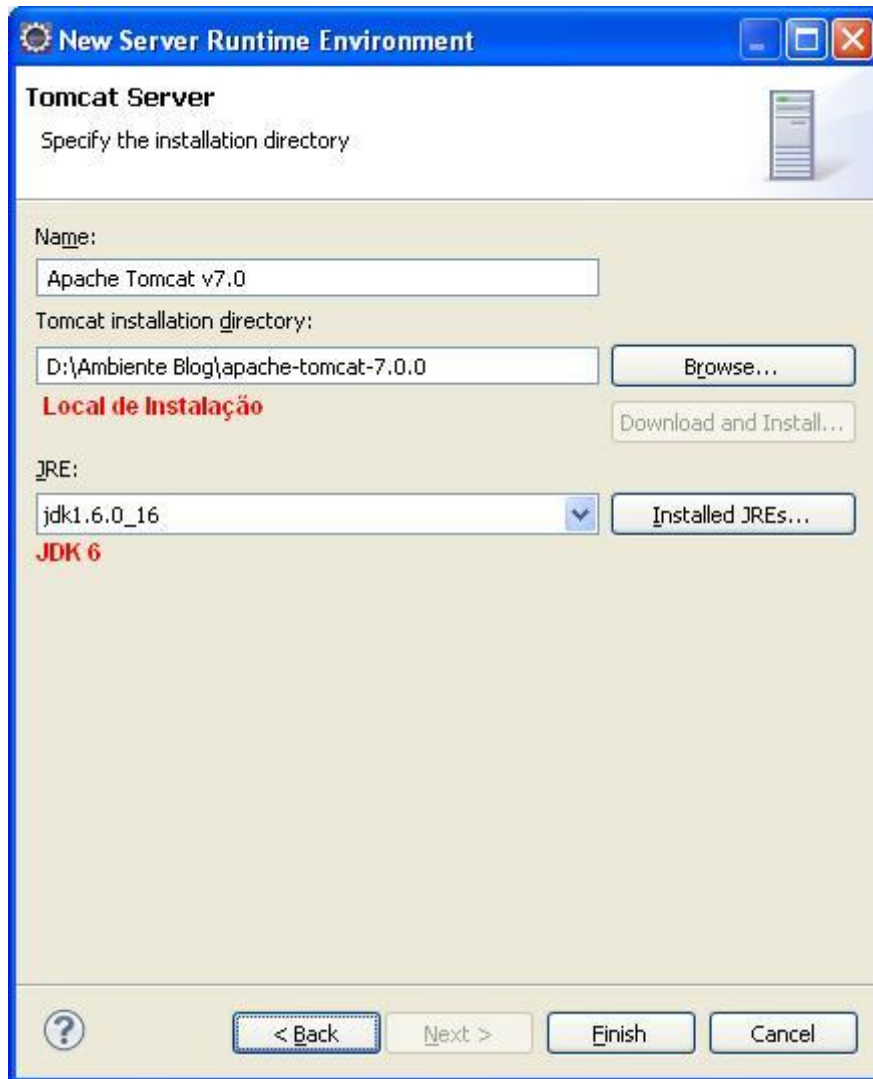 New Server Runtime Environment
Tomcat Server
Specify the installation directory
Name:
Apache Tomcat v7.0
Tomcat installation directory:
D:\Ambiente Blog\apache-tomcat-7.0.0
Browse...
Local de Instalação
Download and Install...
JRE:
jdk1.6.0_16
Installed JREs...
JDK 6
?
< Back
Next >
Finish
Cancel